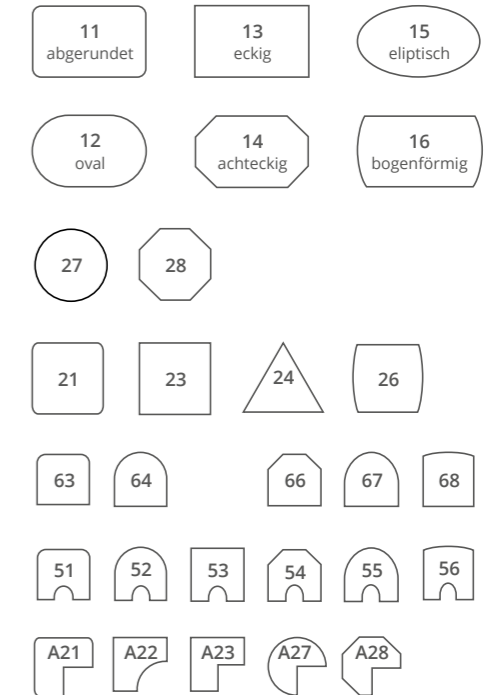 11
abgerundet
13
eckig
15
eliptisch
12
oval
14
achteckig
16
bogenförmig
27
28
21
23
24
26
63
64
66
67
68
51
52
53
54
55
56
A21
A22
A23
A27
A28